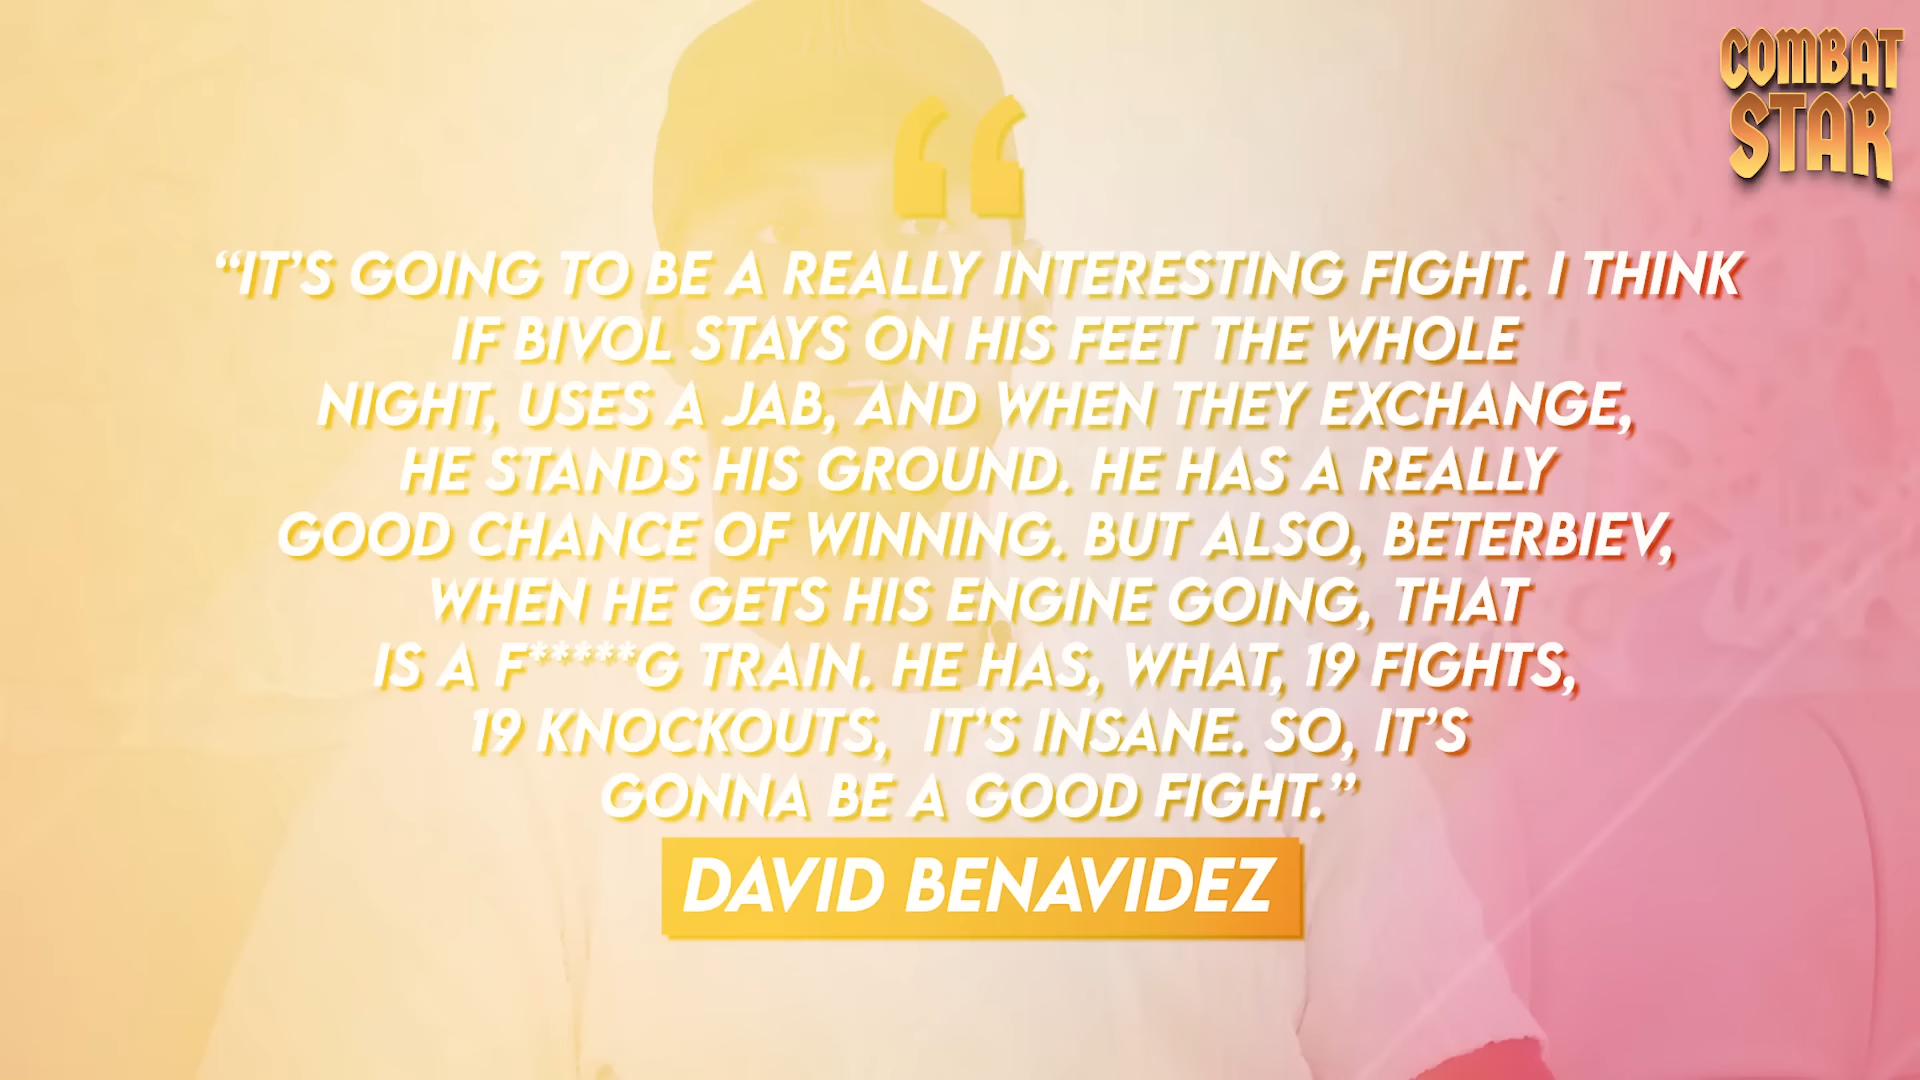 COMBAT
STAR
“
“IT’S GOING TO BE A REALLY INTERESTING FIGHT. I THINK
IF BIVOL STAYS ON HIS FEET THE WHOLE
NIGHT, USES A JAB, AND WHEN THEY EXCHANGE,
HE STANDS HIS GROUND. HE HAS A REALLY
GOOD CHANCE OF WINNING. BUT ALSO, BETERBIEV,
WHEN HE GETS HIS ENGINE GOING, THAT
IS A F*****G TRAIN. HE HAS, WHAT, 19 FIGHTS,
19 KNOCKOUTS,  IT’S INSANE. SO, IT’S
GONNA BE A GOOD FIGHT.”
DAVID BENAVIDEZ